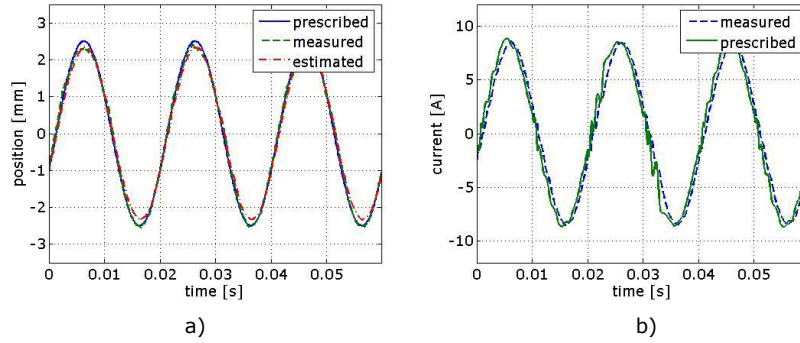 prescribed
measured
estimated
position [mm]
3
2
1
0
-1
-2
-3
0 0.01 0.02 0.03 0.04 0.05
time [s]
a)
measured
prescribed
current [A]
10
5
0
-5
-10
0 0.01 0.02 0.03 0.04 0.05
time [s]
b)